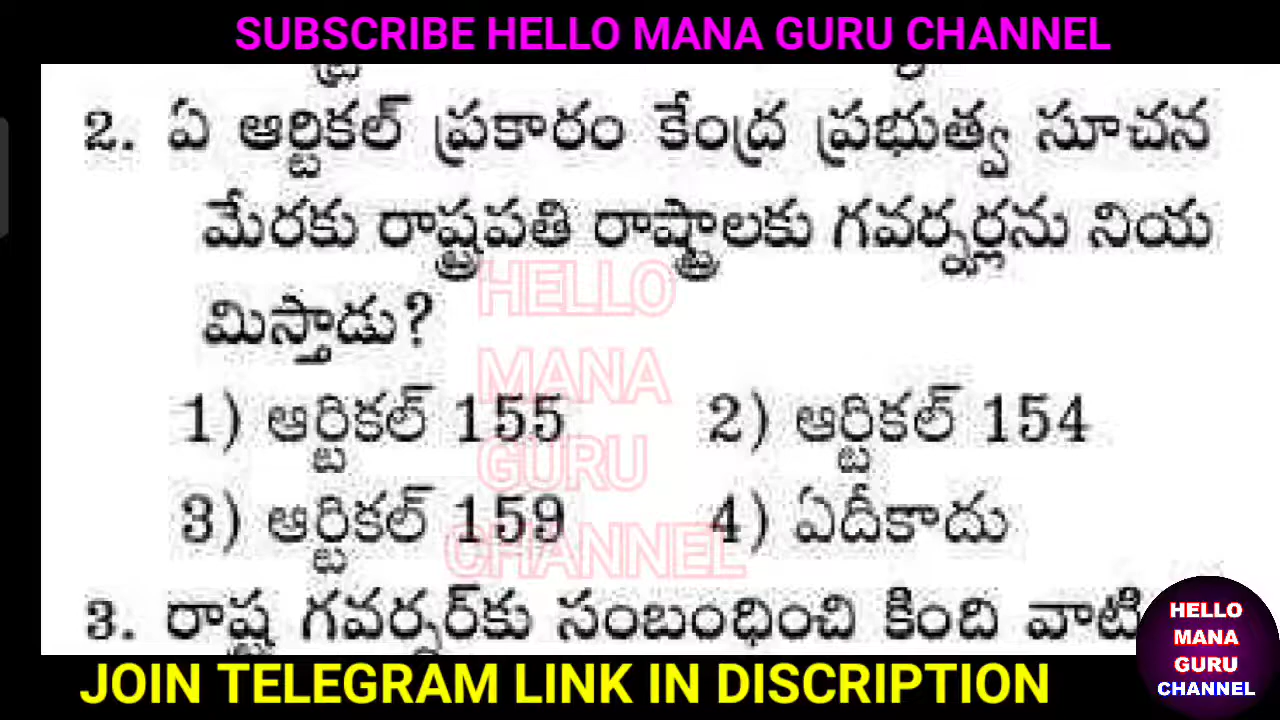 SUBSCRIBE HELLO MANA GURU CHANNEL
2. ఏ ఆర్టికల్ ప్రకారం కేంద్ర ప్రభుత్వ సూచన
మేరకు రాష్ట్రపతి రాష్ట్రాలకు గవర్నర్లను నియ
మిస్తాడు?
1) ఆర్టికల్ 155 2) ఆర్టికల్ 154
3) ఆర్టికల్ 159 4) ఏదీకాదు
3. రాష్ట్ర గవర్నర్‌కు సంబంధించి కింది వాటి
HELLO
MANA
GURU
CHANNEL
HELLO
MANA
GURU
CHANNEL
JOIN TELEGRAM LINK IN DISCRIPTION